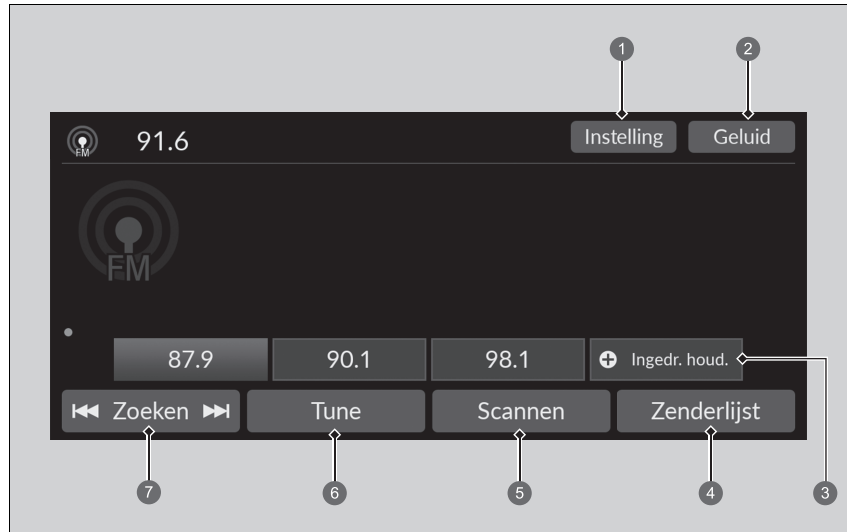 1 2
FM 91.6 Instelling Geluid
FM
87.9 90.1 98.1 Ingedr. houd.
Zoeken Tune Scannen Zenderlijst
7 6 5 4 3